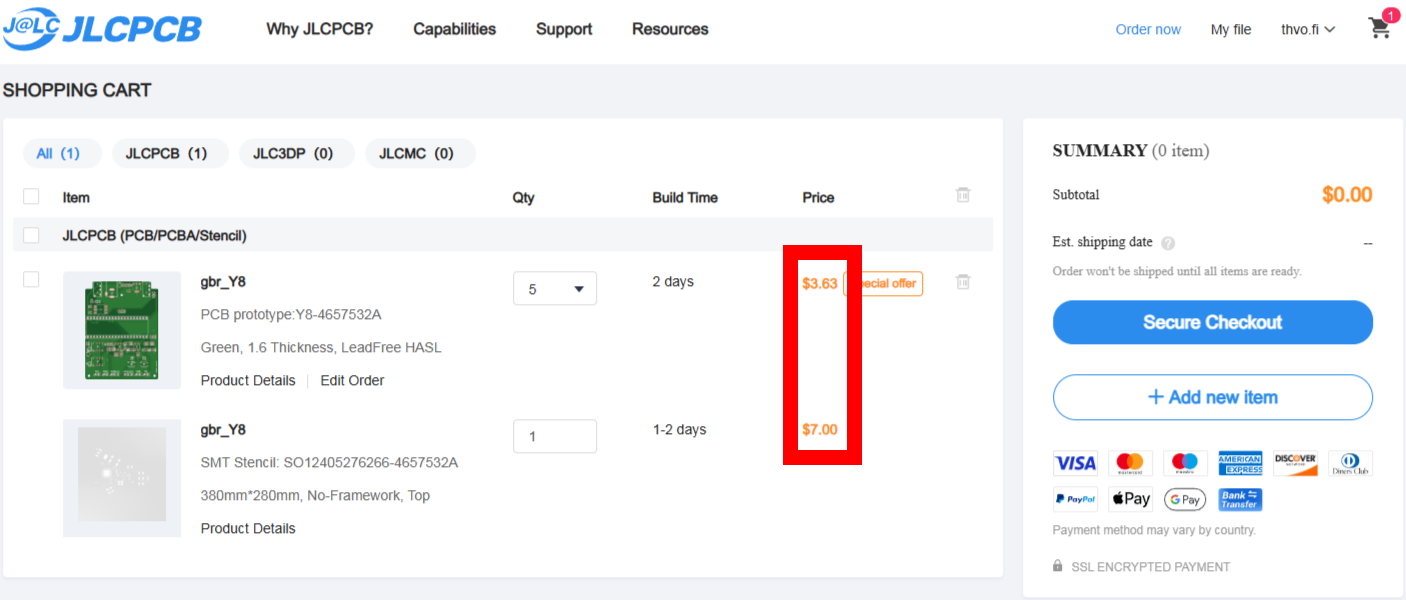 J@LC JLCPCB
Why JLCPCB? Capabilities Support Resources
Order now My file thvo.fi 1
SHOPPING CART
All (1) JLCPCB (1) JLC3DP (0) JLCMC (0)
Item Qty Build Time Price
JLCPCB (PCB/PCBA/Stencil)
gbr_Y8 5 2 days $3.63 ecial offer
PCB prototype:Y8-4657532A
Green, 1.6 Thickness, LeadFree HASL
Product Details Edit Order
gbr_Y8 1 1-2 days $7.00
SMT Stencil: SO12405276266-4657532A
380mm*280mm, No-Framework, Top
Product Details
SUMMARY (0 item)
Subtotal $0.00
Est. shipping date ? --
Order won't be shipped until all items are ready.
Secure Checkout
+ Add new item
VISA mastercard maestro AMERICAN EXPRESS DISCOVER NETWORK Diners Club
PayPal Pay G Pay Bank Transfer
Payment method may vary by country.
SSL ENCRYPTED PAYMENT